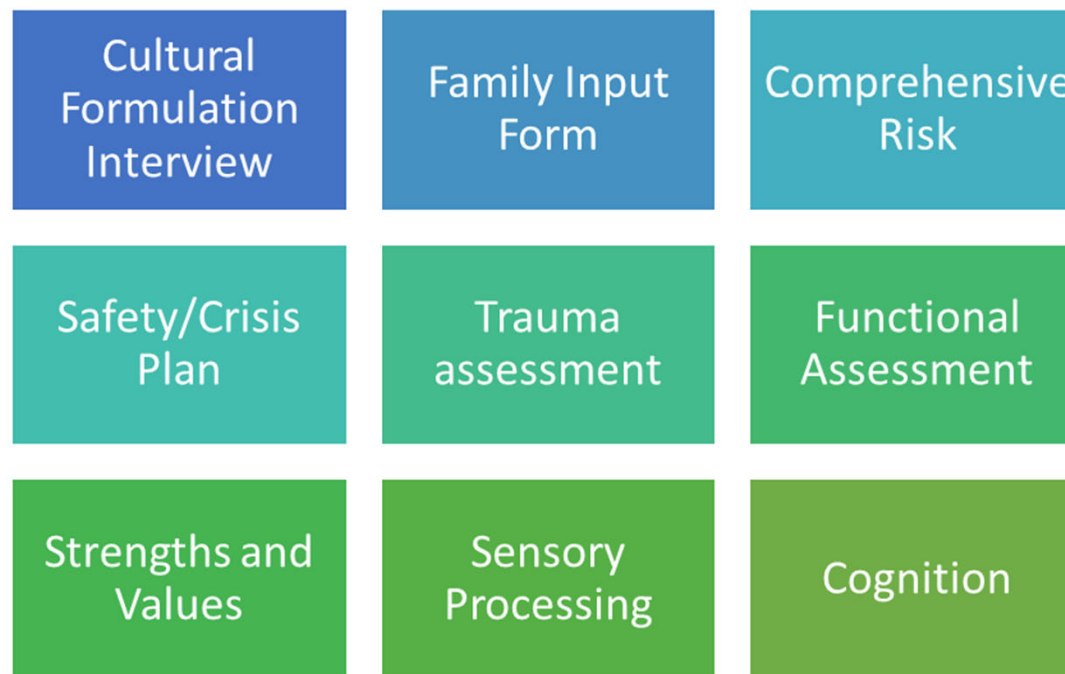 Cultural
Formulation
Interview
Family Input
Form
Comprehensive
Risk
Safety/Crisis
Plan
Trauma
assessment
Functional
Assessment
Strengths and
Values
Sensory
Processing
Cognition